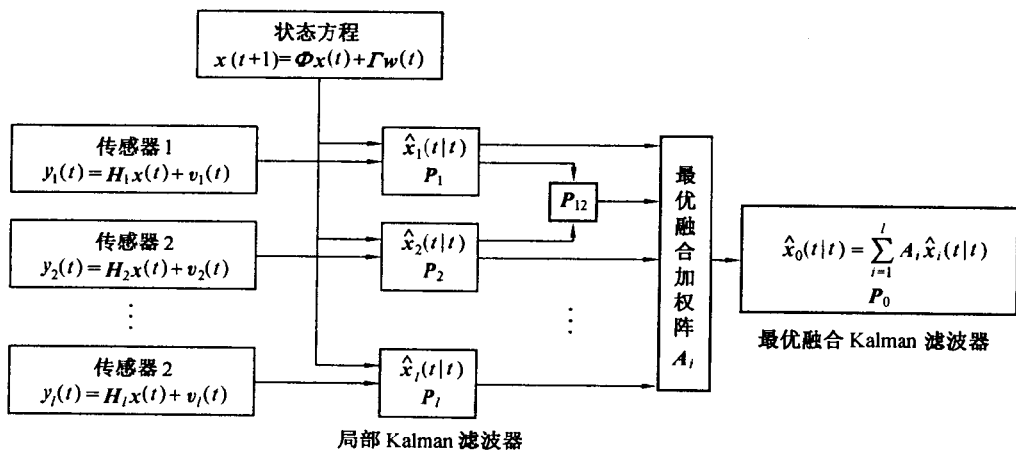 状态方程
x(t+1)=Φx(t)+Γw(t)
传感器1
y₁(t)=H₁x(t)+v₁(t)
x̂₁(t|t)
P₁
P₁₂
传感器2
y₂(t)=H₂x(t)+v₂(t)
x̂₂(t|t)
P₂
⋮
⋮
传感器2
yₗ(t)=Hₗx(t)+vₗ(t)
x̂ₗ(t|t)
Pₗ
局部 Kalman 滤波器
最优融合加权阵
Aᵢ
x̂₀(t|t)=∑ᵢ₌₁ˡ Aᵢx̂ᵢ(t|t)
P₀
最优融合 Kalman 滤波器